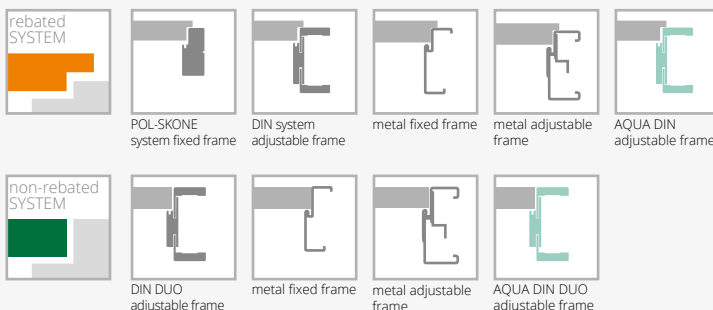 rebated
SYSTEM
POL-SKONE
system fixed frame
DIN system
adjustable frame
metal fixed frame
metal adjustable
frame
AQUA DIN
adjustable frame
non-rebated
SYSTEM
DIN DUO
adjustable frame
metal fixed frame
metal adjustable
frame
AQUA DIN DUO
adjustable frame